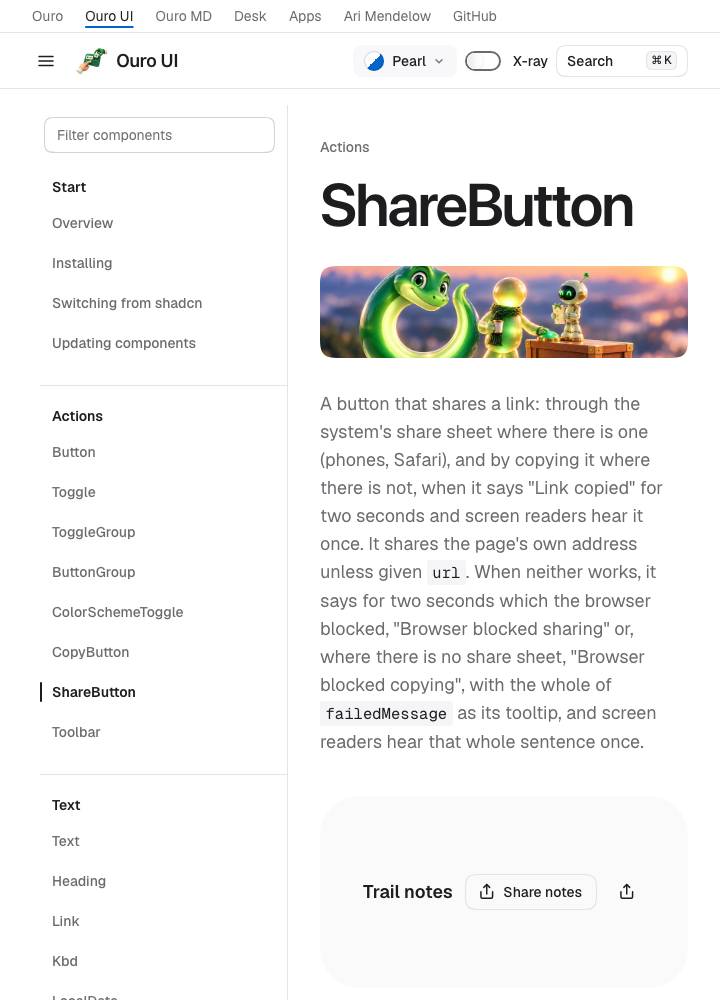 Ouro
Ouro UI
Ouro MD
Desk
Apps
Ari Mendelow
GitHub
Ouro UI
Pearl
X-ray
Search
⌘ K
Filter components
Start
Overview
Installing
Switching from shadcn
Updating components
Actions
Button
Toggle
ToggleGroup
ButtonGroup
ColorSchemeToggle
CopyButton
ShareButton
Toolbar
Text
Text
Heading
Link
Kbd
Actions
ShareButton
A button that shares a link: through the
system's share sheet where there is one
(phones, Safari), and by copying it where
there is not, when it says "Link copied" for
two seconds and screen readers hear it
once. It shares the page's own address
unless given url. When neither works, it
says for two seconds which the browser
blocked, "Browser blocked sharing" or,
where there is no share sheet, "Browser
blocked copying", with the whole of
failedMessage as its tooltip, and screen
readers hear that whole sentence once.
Trail notes
Share notes